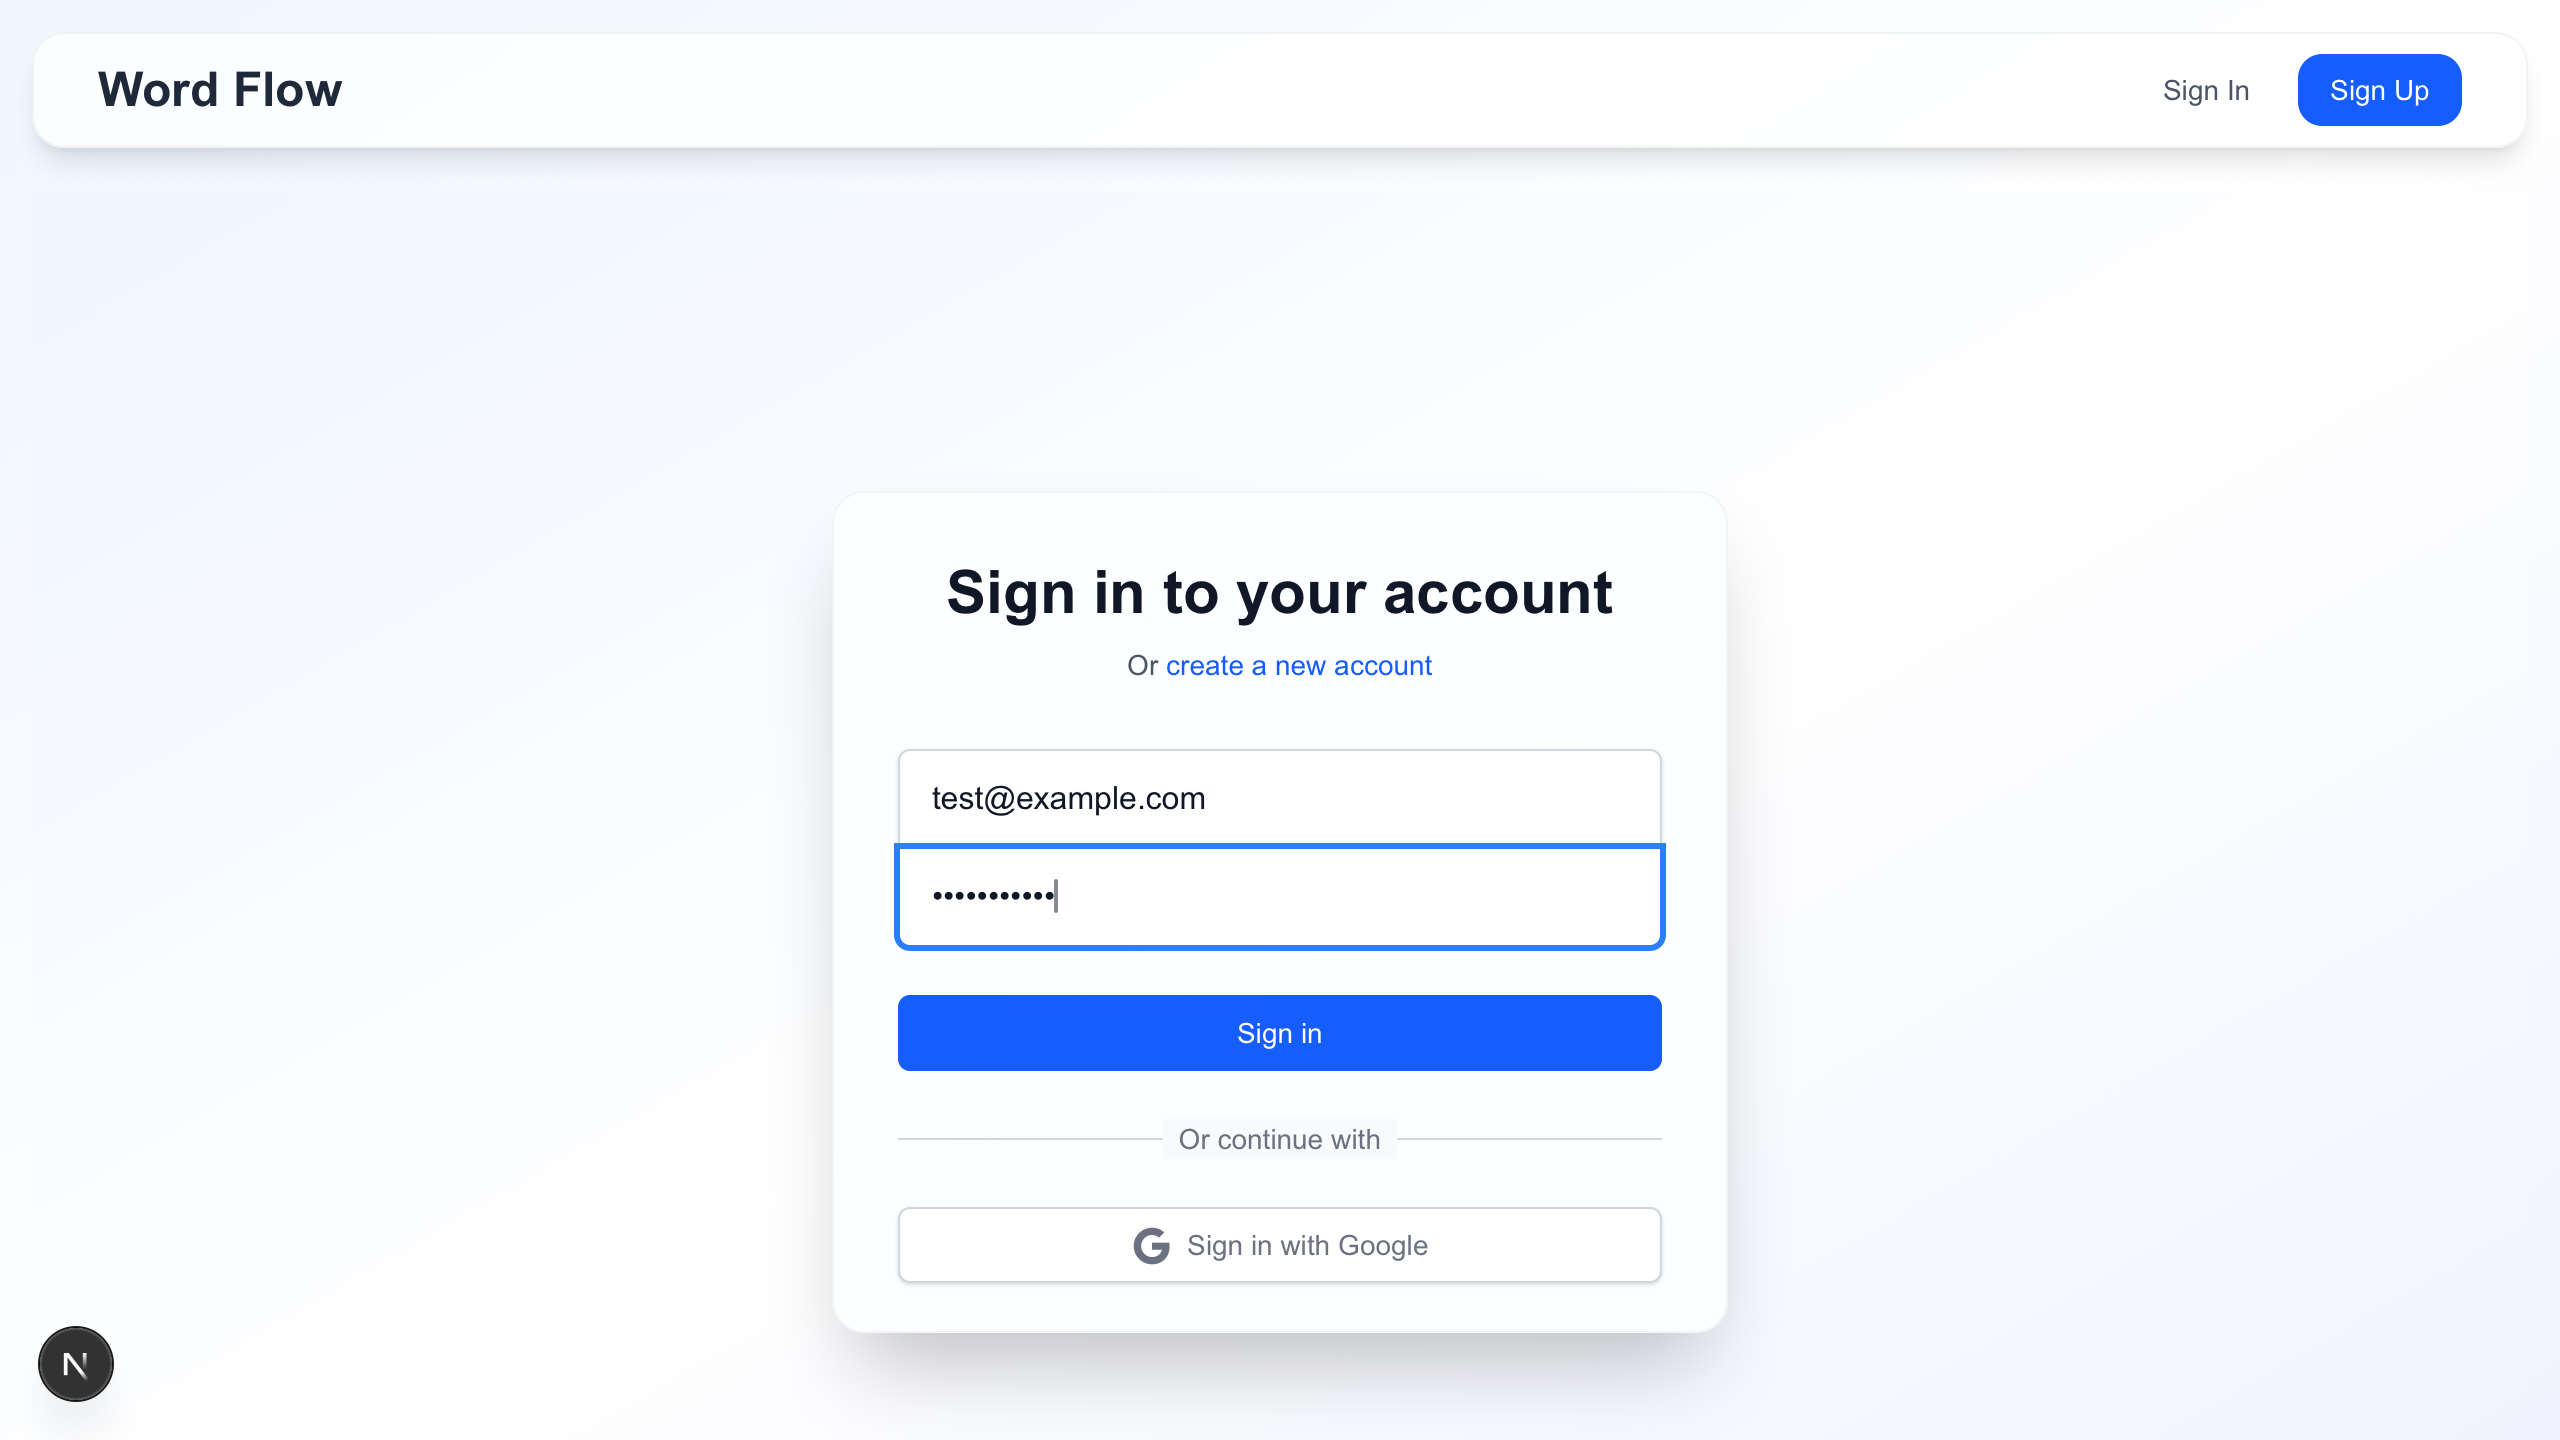 Word Flow
Sign In
Sign Up
Sign in to your account
Or create a new account
test@example.com
•••••••••••
Sign in
Or continue with
Sign in with Google
N